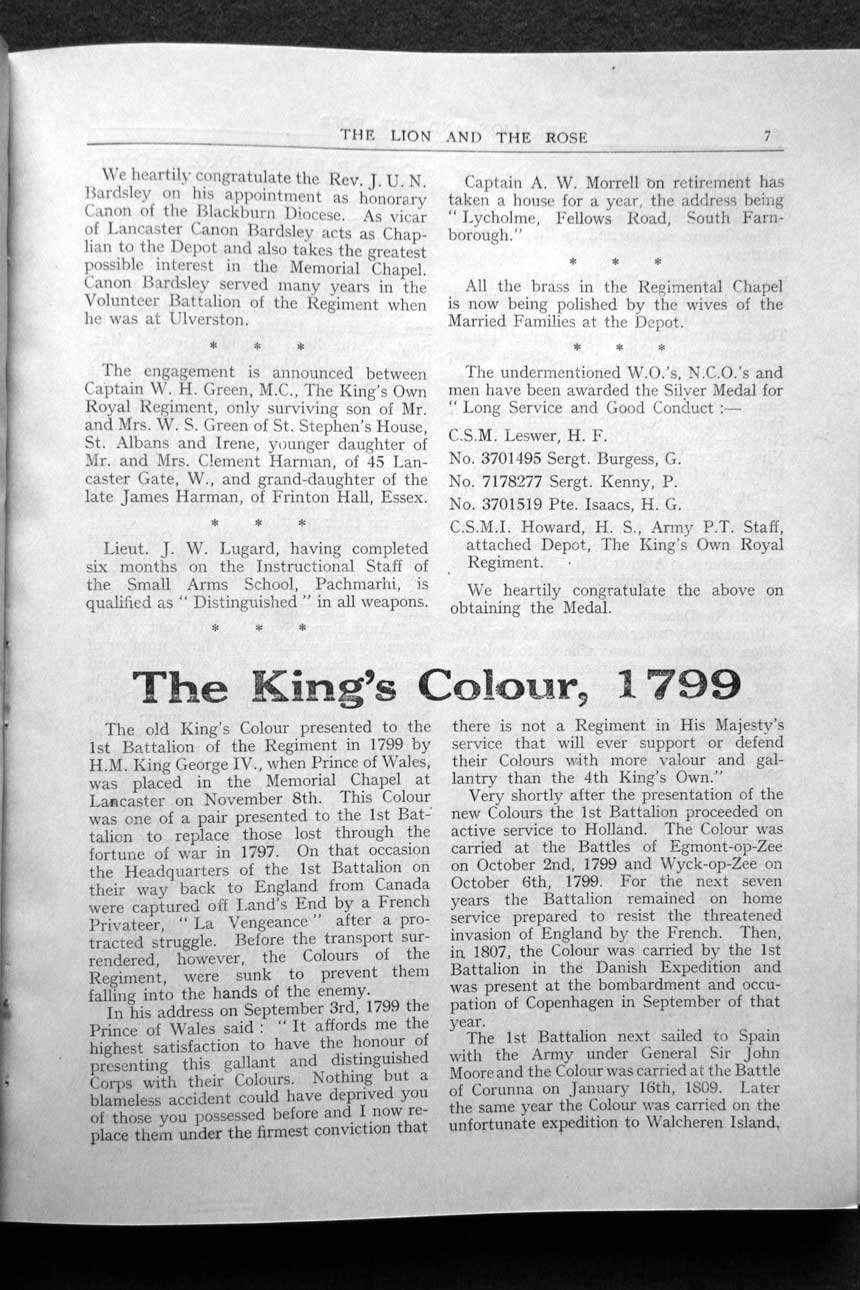 THE LION AND THE ROSE 7
We heartily congratulate the Rev. J. U. N.
Bardsley on his appointment as honorary
Canon of the Blackburn Diocese. As vicar
of Lancaster Canon Bardsley acts as Chap-
lian to the Depot and also takes the greatest
possible interest in the Memorial Chapel.
Canon Bardsley served many years in the
Volunteer Battalion of the Regiment when
he was at Ulverston.
* * *
The engagement is announced between
Captain W. H. Green, M.C., The King's Own
Royal Regiment, only surviving son of Mr.
and Mrs. W. S. Green of St. Stephen's House,
St. Albans and Irene, younger daughter of
Mr. and Mrs. Clement Harman, of 45 Lan-
caster Gate, W., and grand-daughter of the
late James Harman, of Frinton Hall, Essex.
* * *
Lieut. J. W. Lugard, having completed
six months on the Instructional Staff of
the Small Arms School, Pachmarhi, is
qualified as " Distinguished " in all weapons.
* * *
Captain A. W. Morrell on retirement has
taken a house for a year, the address being
" Lycholme, Fellows Road, South Farn-
borough."
* * *
All the brass in the Regimental Chapel
is now being polished by the wives of the
Married Families at the Depot.
* * *
The undermentioned W.O.'s, N.C.O.'s and
men have been awarded the Silver Medal for
" Long Service and Good Conduct :—
C.S.M. Leswer, H. F.
No. 3701495 Sergt. Burgess, G.
No. 7178277 Sergt. Kenny, P.
No. 3701519 Pte. Isaacs, H. G.
C.S.M.I. Howard, H. S., Army P.T. Staff,
attached Depot, The King's Own Royal
Regiment.
We heartily congratulate the above on
obtaining the Medal.
The King's Colour, 1799
The old King's Colour presented to the
1st Battalion of the Regiment in 1799 by
H.M. King George IV., when Prince of Wales,
was placed in the Memorial Chapel at
Lancaster on November 8th. This Colour
was one of a pair presented to the 1st Bat-
talion to replace those lost through the
fortune of war in 1797. On that occasion
the Headquarters of the 1st Battalion on
their way back to England from Canada
were captured off Land's End by a French
Privateer, " La Vengeance " after a pro-
tracted struggle. Before the transport sur-
rendered, however, the Colours of the
Regiment, were sunk to prevent them
falling into the hands of the enemy.
In his address on September 3rd, 1799 the
Prince of Wales said : " It affords me the
highest satisfaction to have the honour of
presenting this gallant and distinguished
Corps with their Colours. Nothing but a
blameless accident could have deprived you
of those you possessed before and I now re-
place them under the firmest conviction that
there is not a Regiment in His Majesty's
service that will ever support or defend
their Colours with more valour and gal-
lantry than the 4th King's Own."
Very shortly after the presentation of the
new Colours the 1st Battalion proceeded on
active service to Holland. The Colour was
carried at the Battles of Egmont-op-Zee
on October 2nd, 1799 and Wyck-op-Zee on
October 6th, 1799. For the next seven
years the Battalion remained on home
service prepared to resist the threatened
invasion of England by the French. Then,
in 1807, the Colour was carried by the 1st
Battalion in the Danish Expedition and
was present at the bombardment and occu-
pation of Copenhagen in September of that
year.
The 1st Battalion next sailed to Spain
with the Army under General Sir John
Moore and the Colour was carried at the Battle
of Corunna on January 16th, 1809. Later
the same year the Colour was carried on the
unfortunate expedition to Walcheren Island,